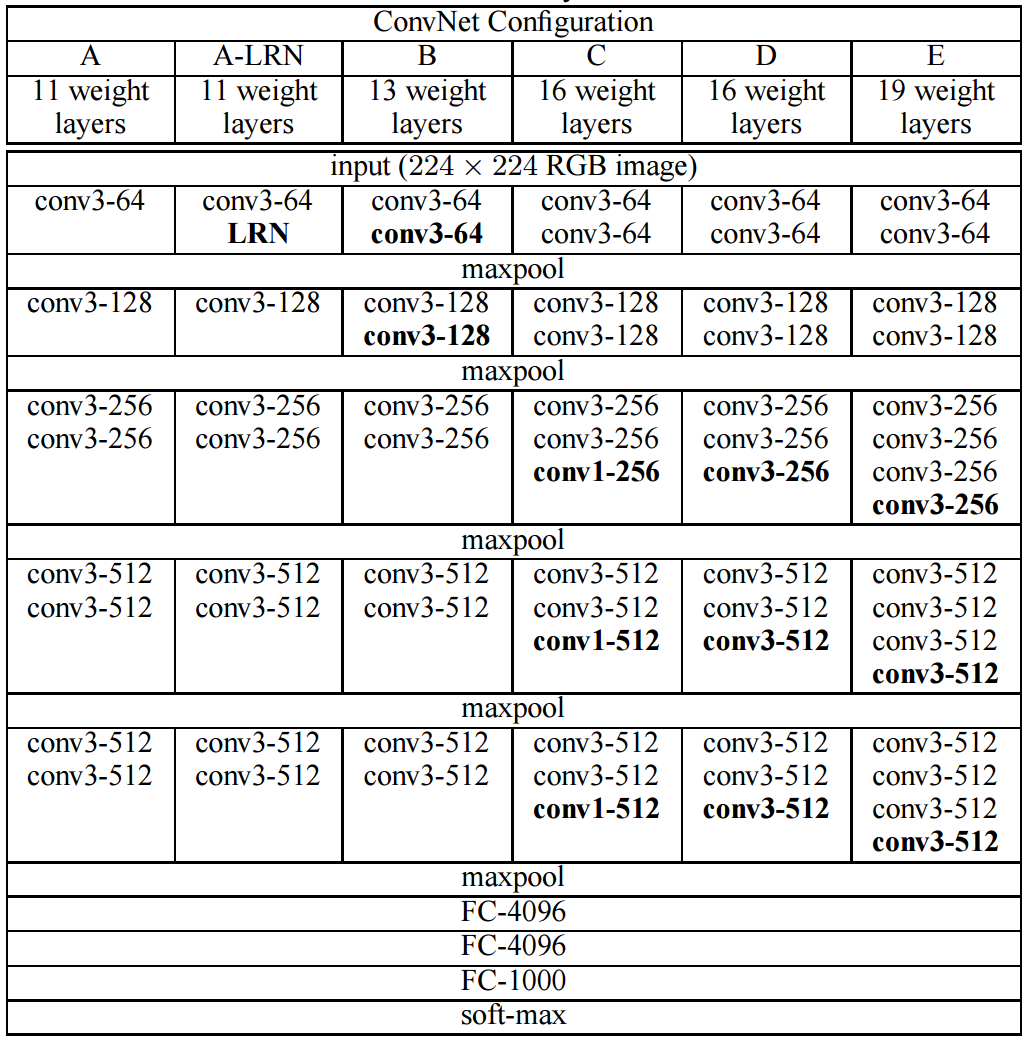 ConvNet Configuration
A A-LRN B C D E
11 weight 11 weight 13 weight 16 weight 16 weight 19 weight
layers layers layers layers layers layers
input (224 × 224 RGB image)
conv3-64 conv3-64 conv3-64 conv3-64 conv3-64 conv3-64
LRN conv3-64 conv3-64 conv3-64 conv3-64
maxpool
conv3-128 conv3-128 conv3-128 conv3-128 conv3-128 conv3-128
conv3-128 conv3-128 conv3-128 conv3-128
maxpool
conv3-256 conv3-256 conv3-256 conv3-256 conv3-256 conv3-256
conv3-256 conv3-256 conv3-256 conv3-256 conv3-256 conv3-256
conv1-256 conv3-256 conv3-256
conv3-256
maxpool
conv3-512 conv3-512 conv3-512 conv3-512 conv3-512 conv3-512
conv3-512 conv3-512 conv3-512 conv3-512 conv3-512 conv3-512
conv1-512 conv3-512 conv3-512
conv3-512
maxpool
conv3-512 conv3-512 conv3-512 conv3-512 conv3-512 conv3-512
conv3-512 conv3-512 conv3-512 conv3-512 conv3-512 conv3-512
conv1-512 conv3-512 conv3-512
conv3-512
maxpool
FC-4096
FC-4096
FC-1000
soft-max